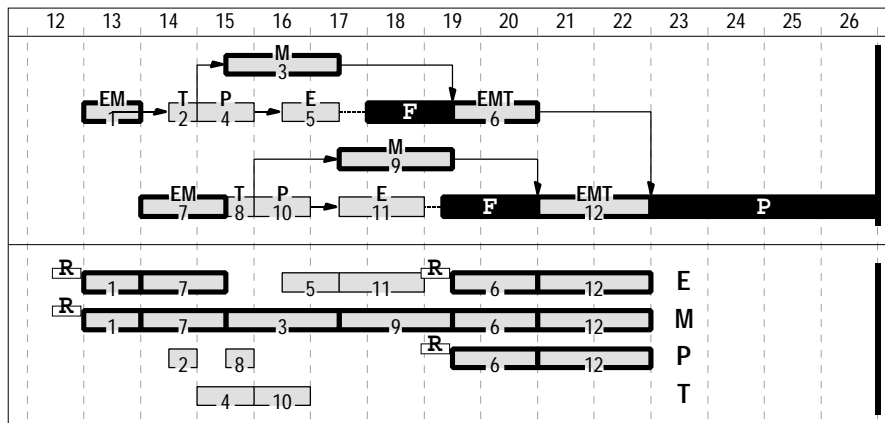 12 13 14 15 16 17 18 19 20 21 22 23 24 25 26
M
3
EM T P E F EMT
1 2 4 5 6
M
9
EM T P E F EMT P
7 8 10 11 12
R R
1 7 5 11 6 12 E
R
1 7 3 9 6 12 M
R
2 8 6 12 P
4 10 T